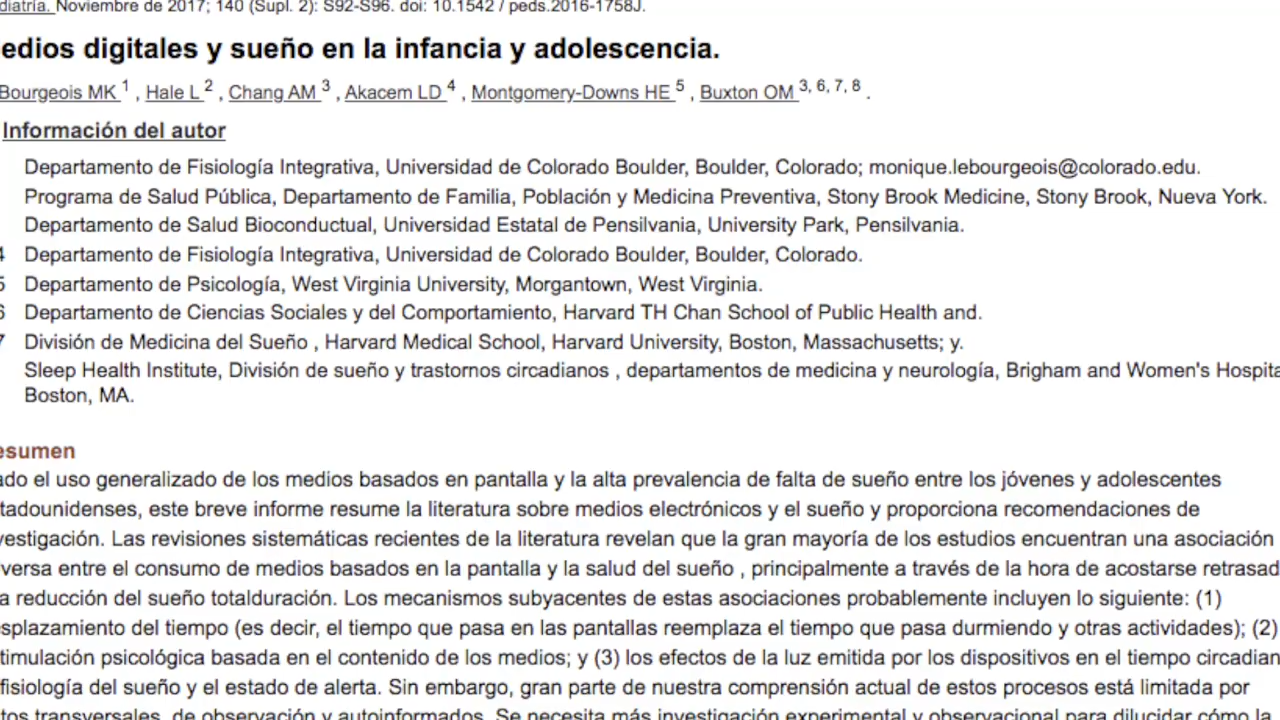 diatría. Noviembre de 2017; 140 (Supl. 2): S92-S96. doi: 10.1542 / peds.2016-1758J.
edios digitales y sueño en la infancia y adolescencia.
Bourgeois MK 1 , Hale L 2 , Chang AM 3 , Akacem LD 4 , Montgomery-Downs HE 5 , Buxton OM 3, 6, 7, 8 .
Información del autor
Departamento de Fisiología Integrativa, Universidad de Colorado Boulder, Boulder, Colorado; monique.lebourgeois@colorado.edu.
Programa de Salud Pública, Departamento de Familia, Población y Medicina Preventiva, Stony Brook Medicine, Stony Brook, Nueva York.
Departamento de Salud Bioconductual, Universidad Estatal de Pensilvania, University Park, Pensilvania.
4 Departamento de Fisiología Integrativa, Universidad de Colorado Boulder, Boulder, Colorado.
5 Departamento de Psicología, West Virginia University, Morgantown, West Virginia.
6 Departamento de Ciencias Sociales y del Comportamiento, Harvard TH Chan School of Public Health and.
7 División de Medicina del Sueño , Harvard Medical School, Harvard University, Boston, Massachusetts; y.
Sleep Health Institute, División de sueño y trastornos circadianos , departamentos de medicina y neurología, Brigham and Women's Hospita
Boston, MA.
esumen
ado el uso generalizado de los medios basados en pantalla y la alta prevalencia de falta de sueño entre los jóvenes y adolescentes
tadounidenses, este breve informe resume la literatura sobre medios electrónicos y el sueño y proporciona recomendaciones de
vestigación. Las revisiones sistemáticas recientes de la literatura revelan que la gran mayoría de los estudios encuentran una asociación
versa entre el consumo de medios basados en la pantalla y la salud del sueño , principalmente a través de la hora de acostarse retrasad
a reducción del sueño totalduración. Los mecanismos subyacentes de estas asociaciones probablemente incluyen lo siguiente: (1)
splazamiento del tiempo (es decir, el tiempo que pasa en las pantallas reemplaza el tiempo que pasa durmiendo y otras actividades); (2)
timulación psicológica basada en el contenido de los medios; y (3) los efectos de la luz emitida por los dispositivos en el tiempo circadian
fisiología del sueño y el estado de alerta. Sin embargo, gran parte de nuestra comprensión actual de estos procesos está limitada por
tos transversales, de observación y autoinformados. Se necesita más investigación experimental y observacional para dilucidar cómo la